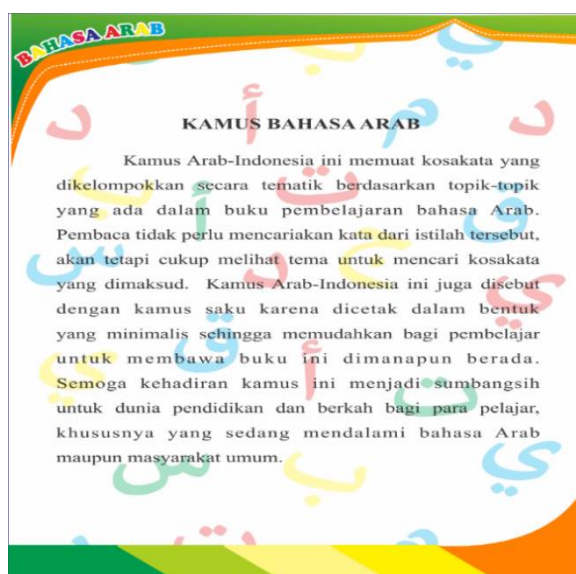 BAHASA ARAB
KAMUS BAHASA ARAB
Kamus Arab-Indonesia ini memuat kosakata yang
dikelompokkan secara tematik berdasarkan topik-topik
yang ada dalam buku pembelajaran bahasa Arab.
Pembaca tidak perlu mencariakan kata dari istilah tersebut,
akan tetapi cukup melihat tema untuk mencari kosakata
yang dimaksud. Kamus Arab-Indonesia ini juga disebut
dengan kamus saku karena dicetak dalam bentuk
yang minimalis sehingga memudahkan bagi pembelajar
untuk membawa buku ini dimanapun berada.
Semoga kehadiran kamus ini menjadi sumbangsih
untuk dunia pendidikan dan berkah bagi para pelajar,
khususnya yang sedang mendalami bahasa Arab
maupun masyarakat umum.